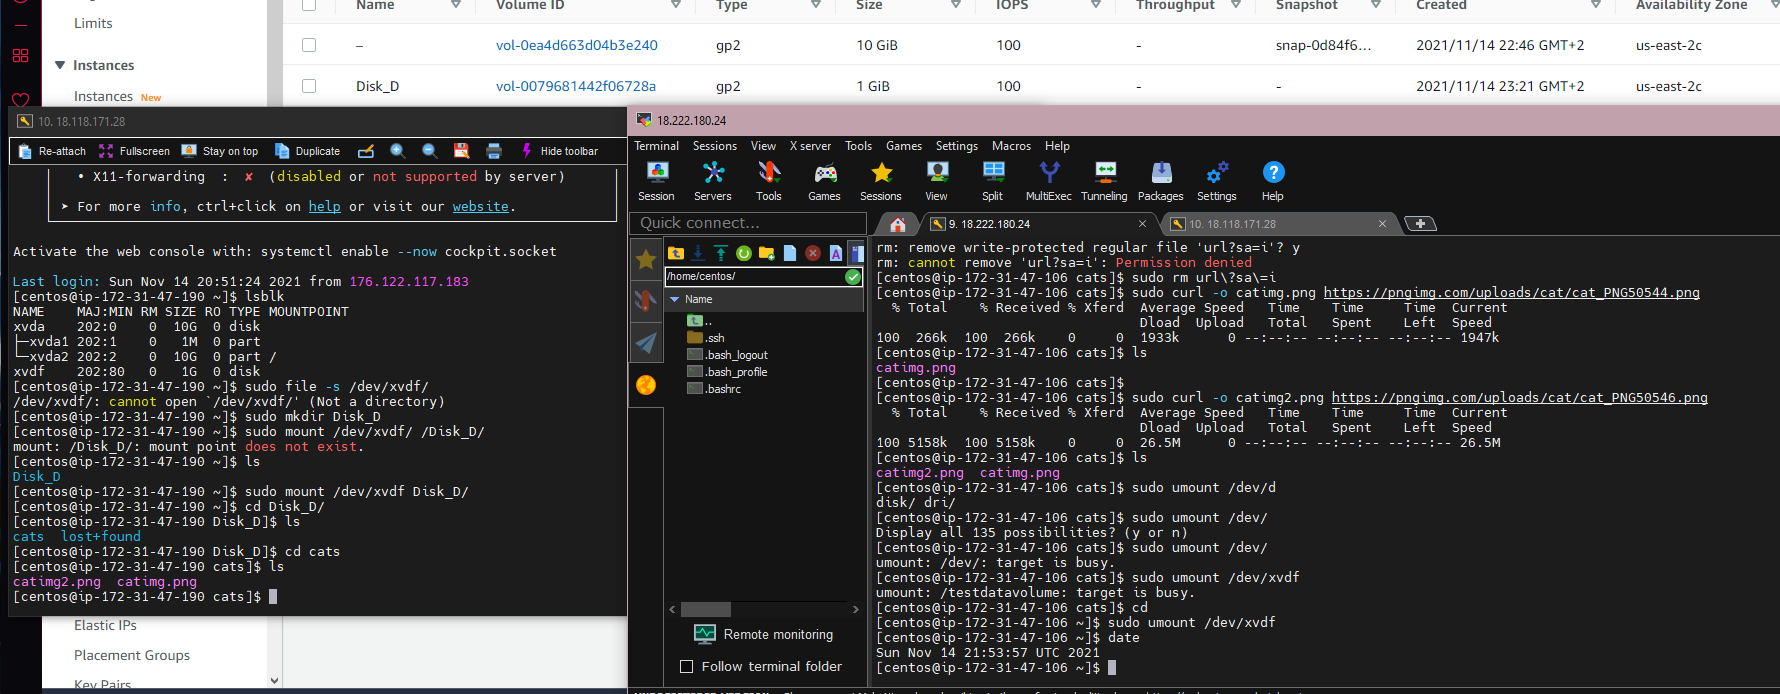 Limits
Instances
Instances New
Name Volume ID Type Size IOPS Throughput Snapshot Created Availability Zone
– vol-0ea4d663d04b3e240 gp2 10 GiB 100 - snap-0d84f6... 2021/11/14 22:46 GMT+2 us-east-2c
Disk_D vol-0079681442f06728a gp2 1 GiB 100 - - 2021/11/14 23:21 GMT+2 us-east-2c
10. 18.118.171.28
Re-attach Fullscreen Stay on top Duplicate Hide toolbar
• X11-forwarding : ✘ (disabled or not supported by server)
➤ For more info, ctrl+click on help or visit our website.
Activate the web console with: systemctl enable --now cockpit.socket
Last login: Sun Nov 14 20:51:24 2021 from 176.122.117.183
[centos@ip-172-31-47-190 ~]$ lsblk
NAME MAJ:MIN RM SIZE RO TYPE MOUNTPOINT
xvda 202:0 0 10G 0 disk
├─xvda1 202:1 0 1M 0 part
└─xvda2 202:2 0 10G 0 part /
xvdf 202:80 0 1G 0 disk
[centos@ip-172-31-47-190 ~]$ sudo file -s /dev/xvdf/
/dev/xvdf/: cannot open `/dev/xvdf/' (Not a directory)
[centos@ip-172-31-47-190 ~]$ sudo mkdir Disk_D
[centos@ip-172-31-47-190 ~]$ sudo mount /dev/xvdf/ /Disk_D/
mount: /Disk_D/: mount point does not exist.
[centos@ip-172-31-47-190 ~]$ ls
Disk_D
[centos@ip-172-31-47-190 ~]$ sudo mount /dev/xvdf Disk_D/
[centos@ip-172-31-47-190 ~]$ cd Disk_D/
[centos@ip-172-31-47-190 Disk_D]$ ls
cats lost+found
[centos@ip-172-31-47-190 Disk_D]$ cd cats
[centos@ip-172-31-47-190 cats]$ ls
catimg2.png catimg.png
[centos@ip-172-31-47-190 cats]$
Elastic IPs
Placement Groups
Key Pairs
18.222.180.24
Terminal Sessions View X server Tools Games Settings Macros Help
Session Servers Tools Games Sessions View Split MultiExec Tunneling Packages Settings Help
Quick connect...
9. 18.222.180.24
10. 18.118.171.28
/home/centos/
Name
..
.ssh
.bash_logout
.bash_profile
.bashrc
Remote monitoring
Follow terminal folder
rm: remove write-protected regular file 'url?sa=i'? y
rm: cannot remove 'url?sa=i': Permission denied
[centos@ip-172-31-47-106 cats]$ sudo rm url\?sa\=i
[centos@ip-172-31-47-106 cats]$ sudo curl -o catimg.png https://pngimg.com/uploads/cat/cat_PNG50544.png
% Total % Received % Xferd Average Speed Time Time Time Current
Dload Upload Total Spent Left Speed
100 266k 100 266k 0 0 1933k 0 --:--:-- --:--:-- --:--:-- 1947k
[centos@ip-172-31-47-106 cats]$ ls
catimg.png
[centos@ip-172-31-47-106 cats]$
[centos@ip-172-31-47-106 cats]$ sudo curl -o catimg2.png https://pngimg.com/uploads/cat/cat_PNG50546.png
% Total % Received % Xferd Average Speed Time Time Time Current
Dload Upload Total Spent Left Speed
100 5158k 100 5158k 0 0 26.5M 0 --:--:-- --:--:-- --:--:-- 26.5M
[centos@ip-172-31-47-106 cats]$ ls
catimg2.png catimg.png
[centos@ip-172-31-47-106 cats]$ sudo umount /dev/d
disk/ dri/
[centos@ip-172-31-47-106 cats]$ sudo umount /dev/
Display all 135 possibilities? (y or n)
[centos@ip-172-31-47-106 cats]$ sudo umount /dev/
umount: /dev/: target is busy.
[centos@ip-172-31-47-106 cats]$ sudo umount /dev/xvdf
umount: /testdatavolume: target is busy.
[centos@ip-172-31-47-106 cats]$ cd
[centos@ip-172-31-47-106 ~]$ sudo umount /dev/xvdf
[centos@ip-172-31-47-106 ~]$ date
Sun Nov 14 21:53:57 UTC 2021
[centos@ip-172-31-47-106 ~]$